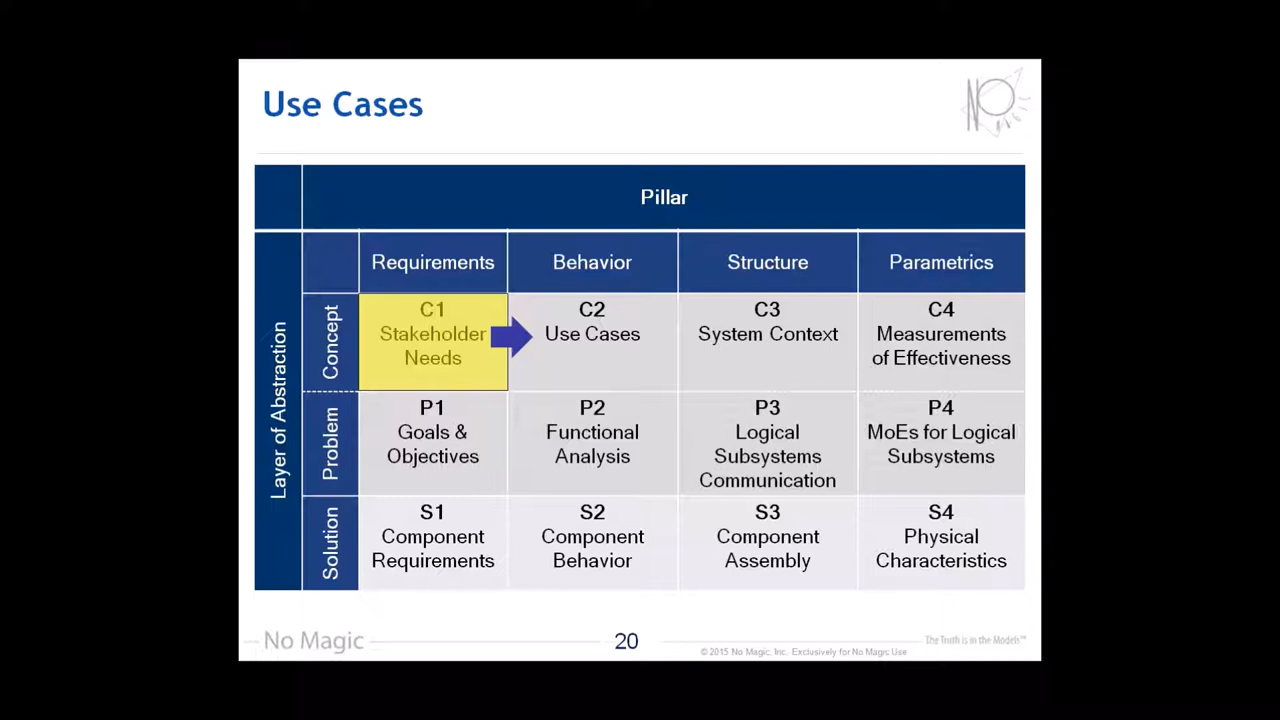 Use Cases
NO
Pillar
Requirements
Behavior
Structure
Parametrics
Layer of Abstraction
Concept
C1
Stakeholder
Needs
C2
Use Cases
C3
System Context
C4
Measurements
of Effectiveness
Problem
P1
Goals &
Objectives
P2
Functional
Analysis
P3
Logical
Subsystems
Communication
P4
MoEs for Logical
Subsystems
Solution
S1
Component
Requirements
S2
Component
Behavior
S3
Component
Assembly
S4
Physical
Characteristics
No Magic
20
The Truth is in the Models™
© 2015 No Magic, Inc. Exclusively for No Magic Use